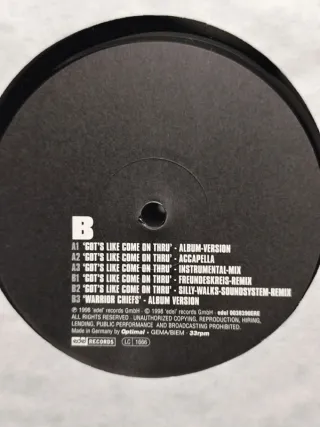 B
A1 'GOT'S LIKE COME ON THRU' - ALBUM-VERSION
A2 'GOT'S LIKE COME ON THRU' - ACCAPELLA
A3 'GOT'S LIKE COME ON THRU' - INSTRUMENTAL-MIX
B1 'GOT'S LIKE COME ON THRU' - FREUNDESKREIS-REMIX
B2 'GOT'S LIKE COME ON THRU' - SILLY-WALKS-SOUNDSYSTEM-REMIX
B3 'WARRIOR CHIEFS' - ALBUM VERSION
℗ 1998 'edel' records GmbH © 1998 'edel' records GmbH · edel 0038590ORE
ALL RIGHTS RESERVED - UNAUTHORIZED COPYING, REPRODUCTION, HIRING,
LENDING, PUBLIC PERFORMANCE AND BROADCASTING PROHIBITED.
Made in Germany by Optimal - GEMA/BIEM - 33rpm
edel RECORDS LC 1666